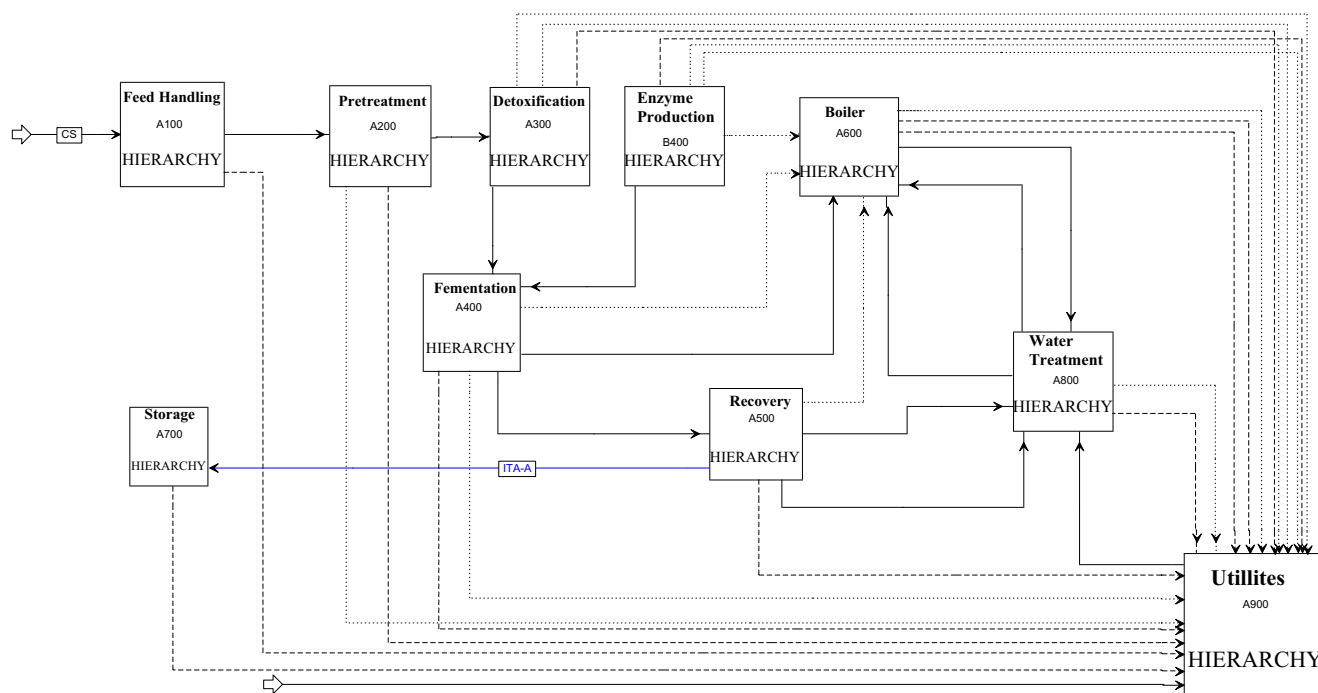 Feed Handling
A100
HIERARCHY
CS
Pretreatment
A200
HIERARCHY
Detoxification
A300
HIERARCHY
Enzyme
Production
B400
HIERARCHY
Boiler
A600
HIERARCHY
Fementation
A400
HIERARCHY
Water
Treatment
A800
HIERARCHY
Recovery
A500
HIERARCHY
Storage
A700
HIERARCHY
ITA-A
Utillites
A900
HIERARCHY